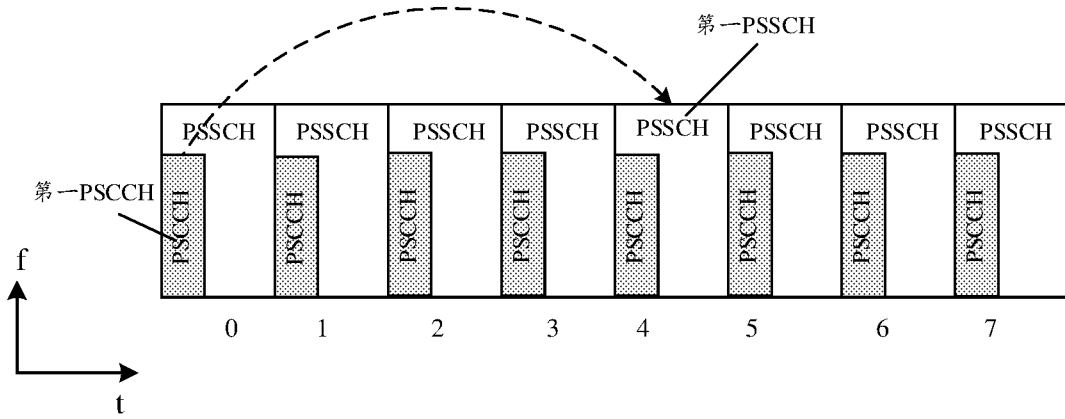 第一PSSCH
PSSCH PSSCH PSSCH PSSCH PSSCH PSSCH PSSCH PSSCH
第一PSCCH
PSCCH PSCCH PSCCH PSCCH PSCCH PSCCH PSCCH PSCCH
f
0 1 2 3 4 5 6 7
t